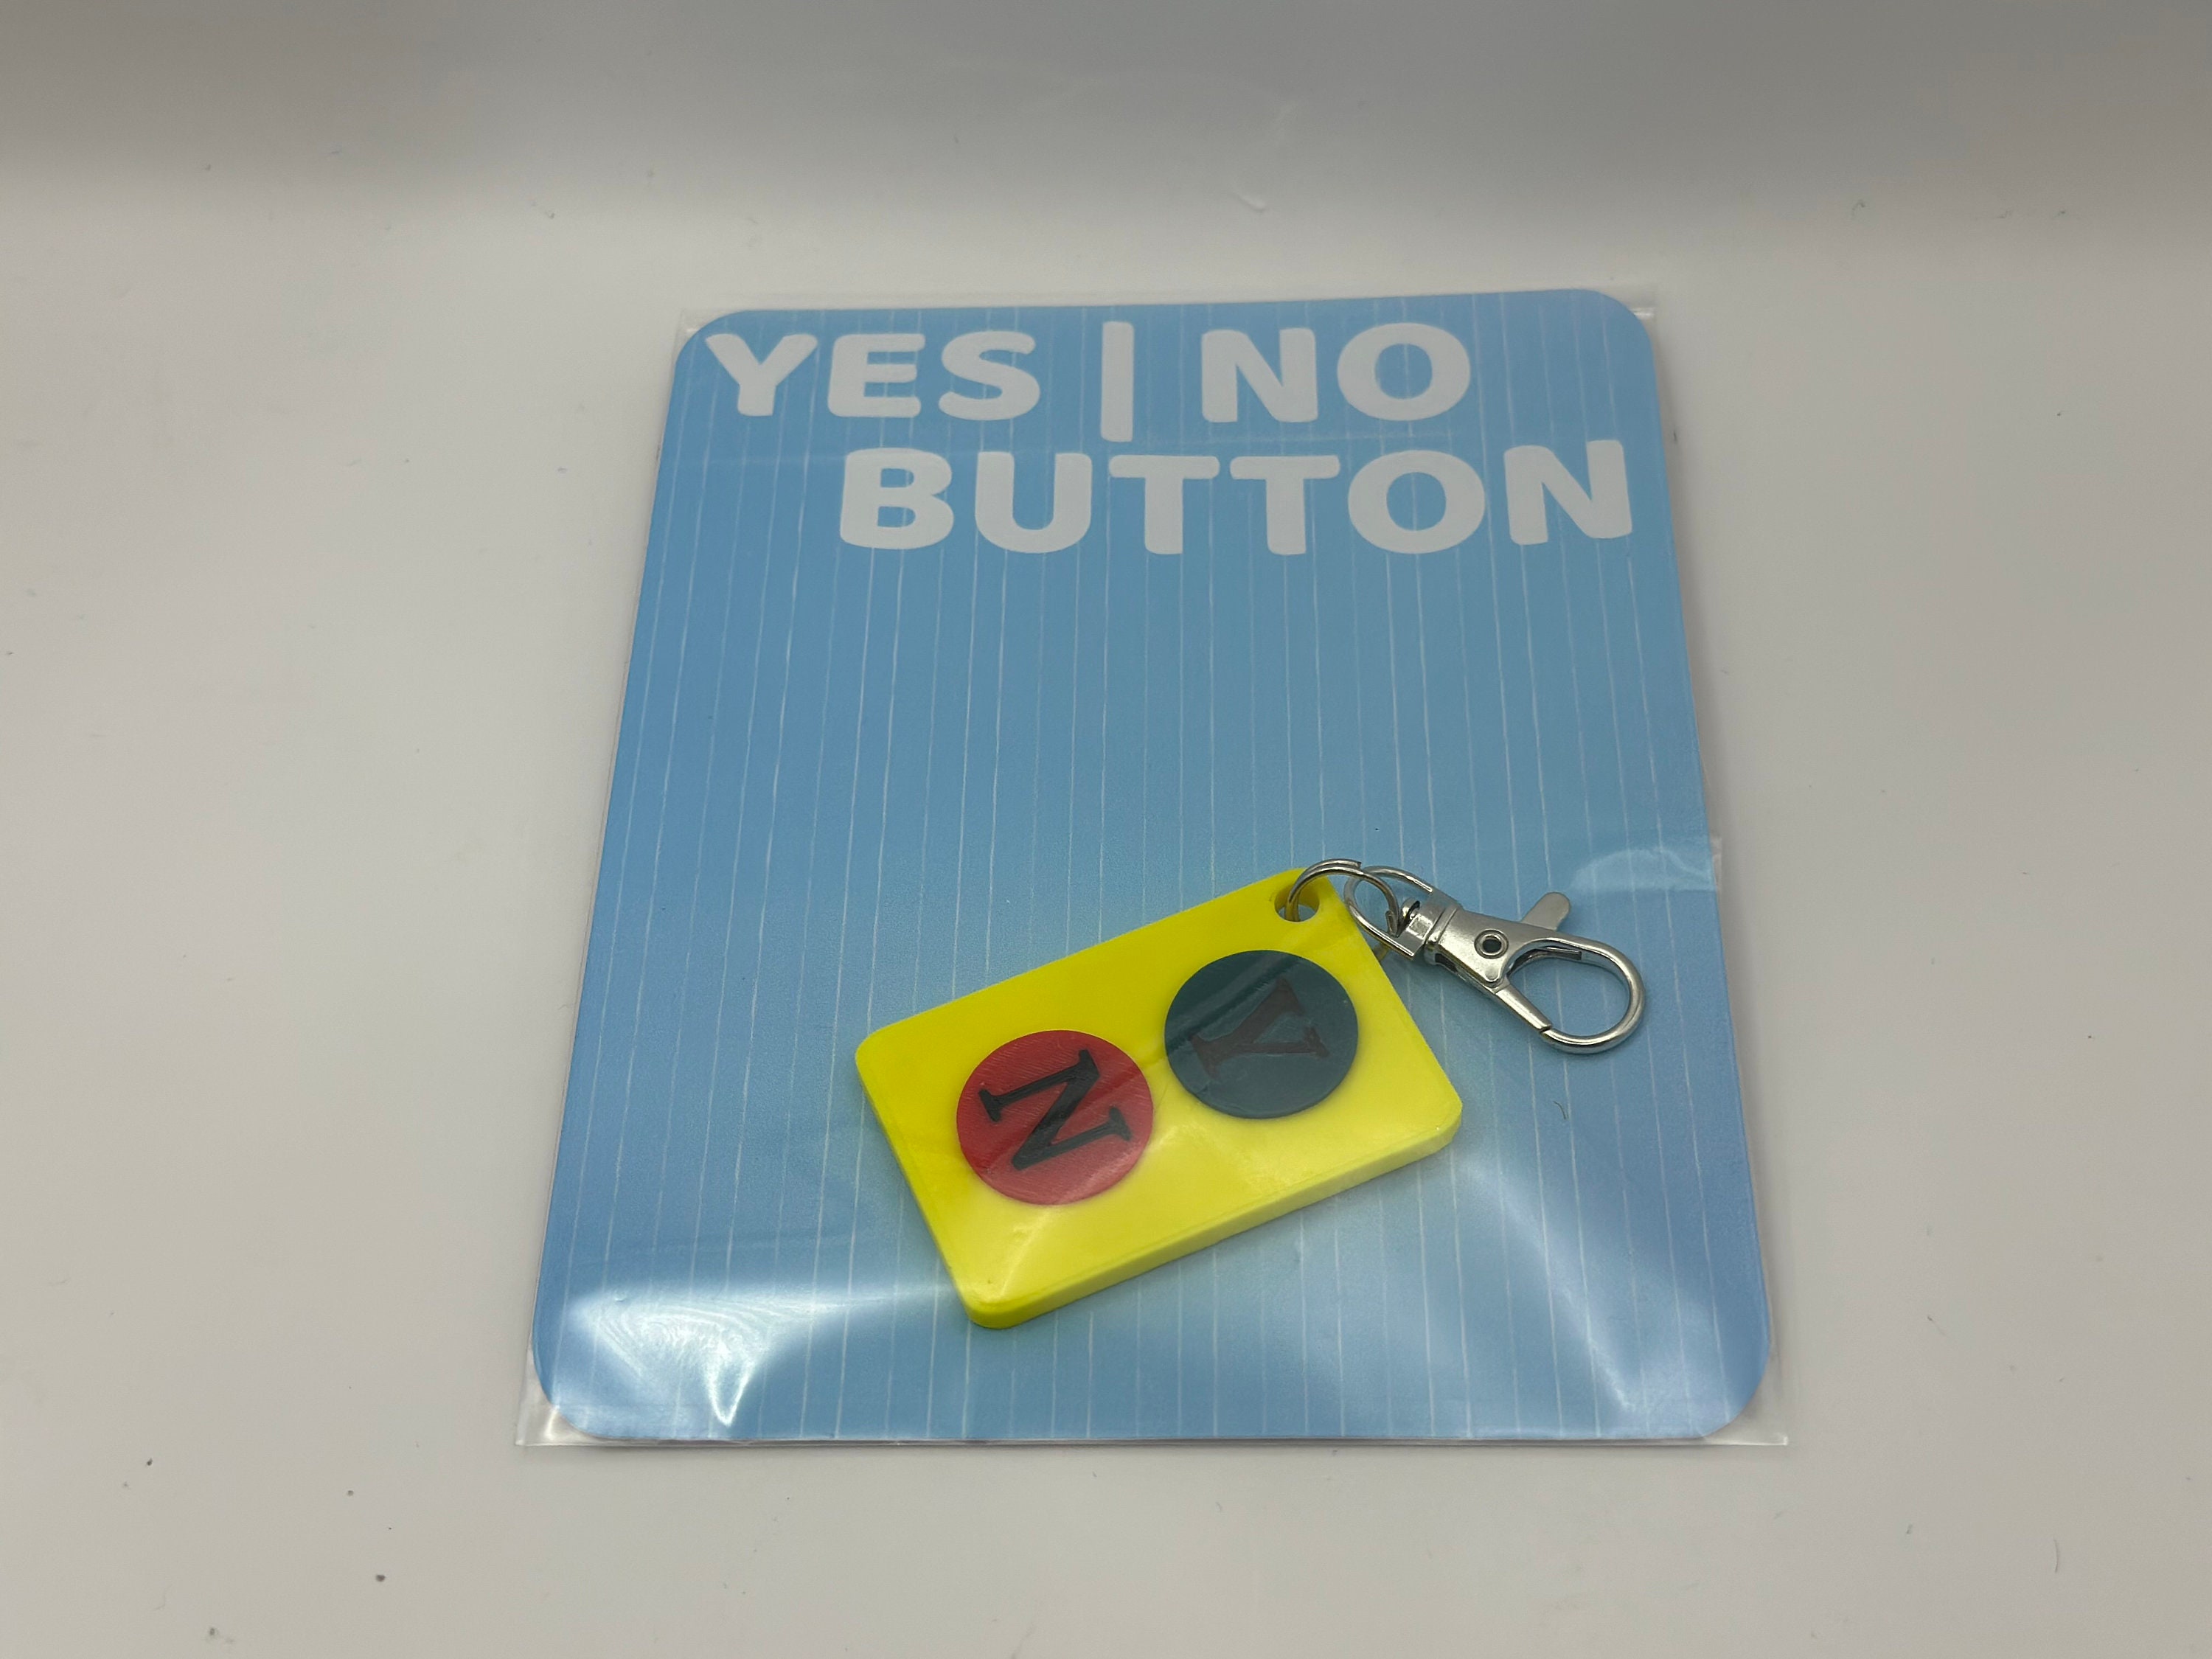 YES | NO
BUTTON
Y
N